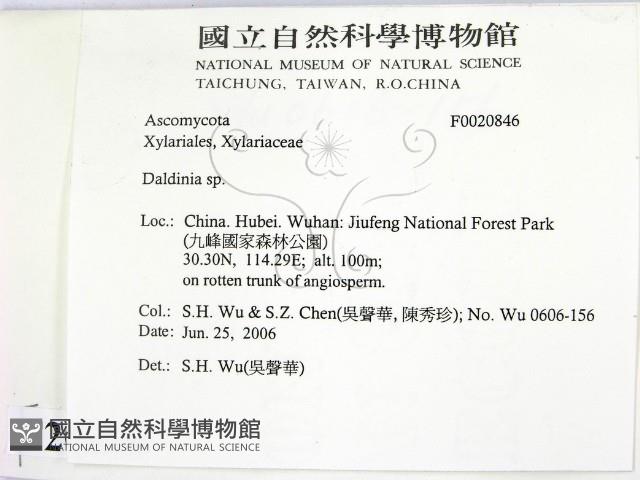 國立自然科學博物館
NATIONAL MUSEUM OF NATURAL SCIENCE
TAICHUNG, TAIWAN, R.O.CHINA
Ascomycota F0020846
Xylariales, Xylariaceae
Daldinia sp.
Loc.: China. Hubei. Wuhan: Jiufeng National Forest Park
(九峰國家森林公園)
30.30N, 114.29E; alt. 100m;
on rotten trunk of angiosperm.
Col.: S.H. Wu & S.Z. Chen(吳聲華, 陳秀珍); No. Wu 0606-156
Date: Jun. 25, 2006
Det.: S.H. Wu(吳聲華)
2
國立自然科學博物館
NATIONAL MUSEUM OF NATURAL SCIENCE